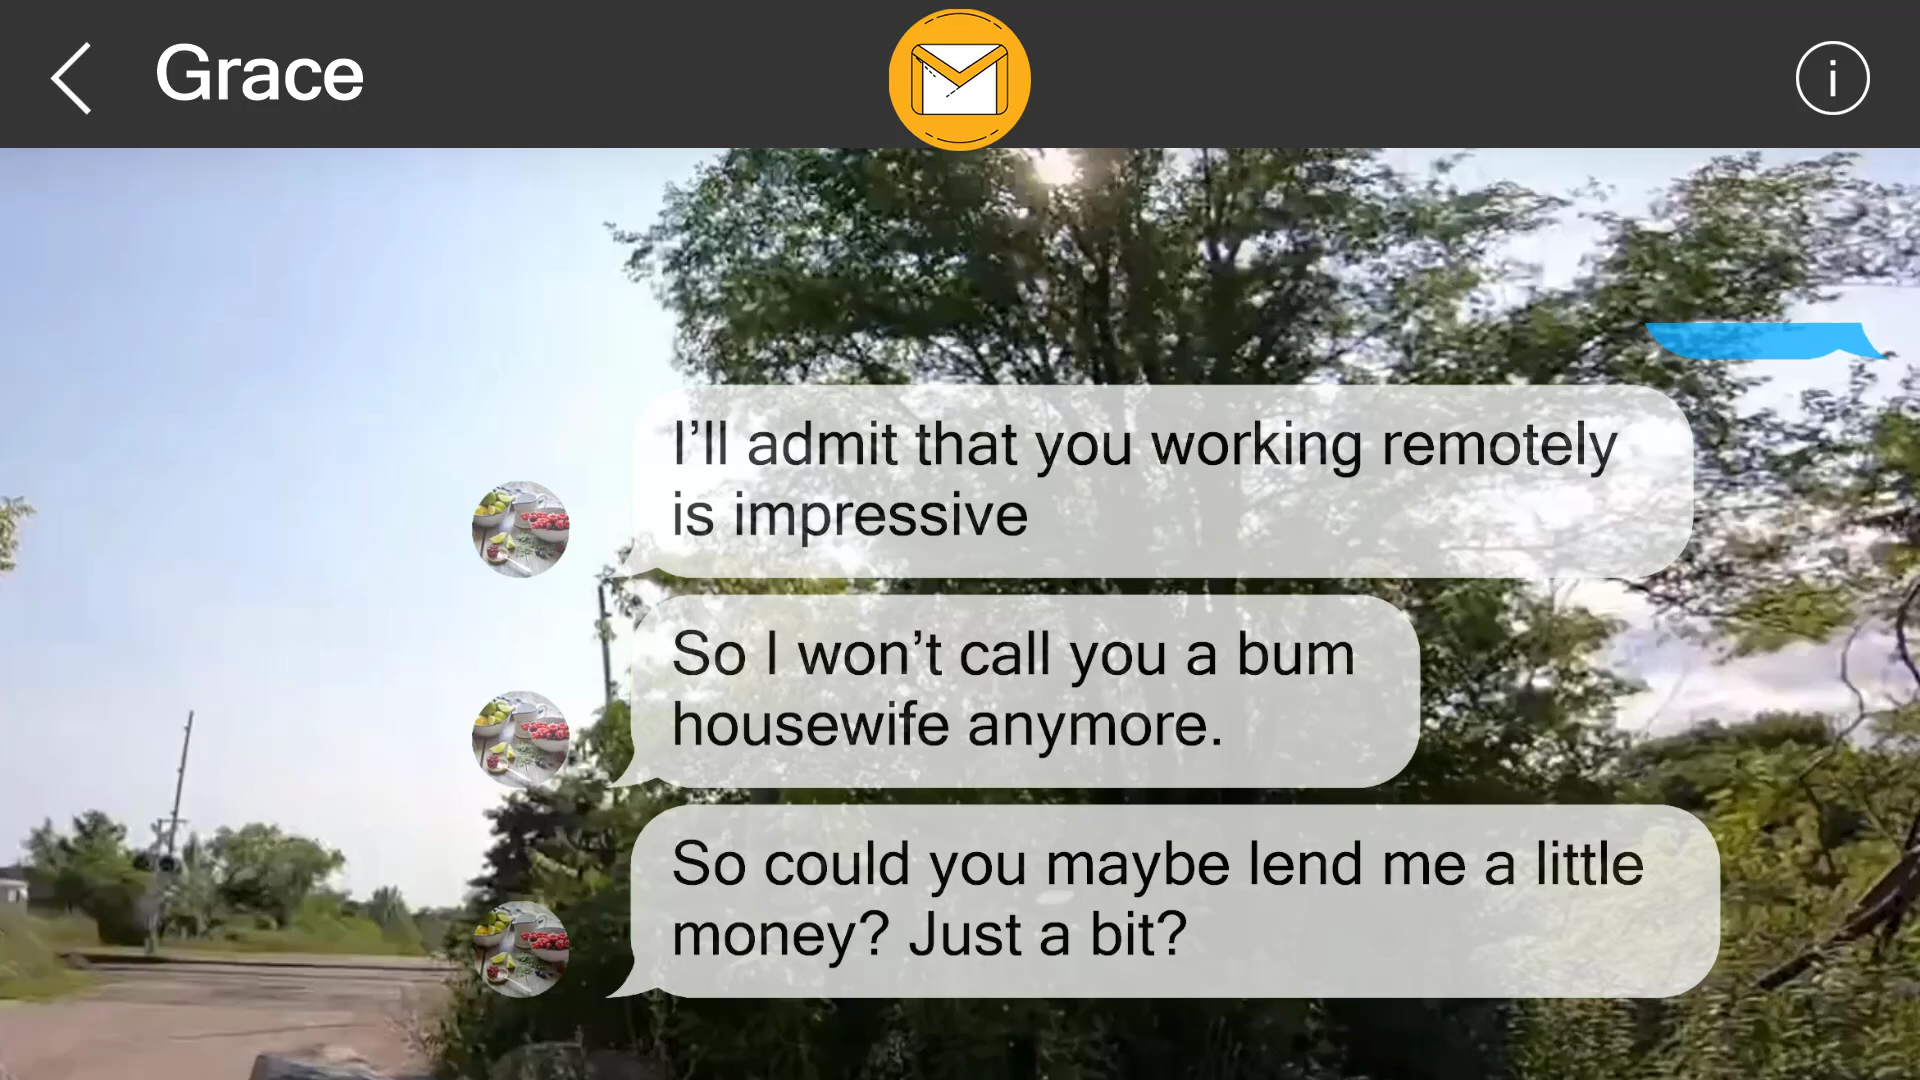 Grace
I’ll admit that you working remotely
is impressive
So I won’t call you a bum
housewife anymore.
So could you maybe lend me a little
money? Just a bit?